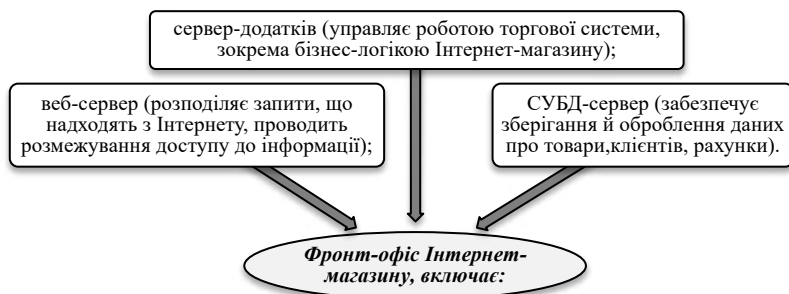 сервер-додатків (управляє роботою торгової системи,
зокрема бізнес-логікою Інтернет-магазину);
веб-сервер (розподіляє запити, що
надходять з Інтернету, проводить
розмежування доступу до інформації);
СУБД-сервер (забезпечує
зберігання й оброблення даних
про товари,клієнтів, рахунки).
Фронт-офіс Інтернет-
магазину, включає: